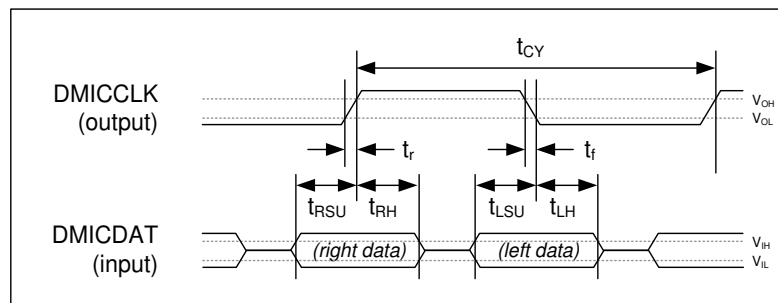 tCY
DMICCLK
(output)
VOH
VOL
tr
tf
tRSU
tRH
tLSU
tLH
DMICDAT
(input)
(right data)
(left data)
VIH
VIL